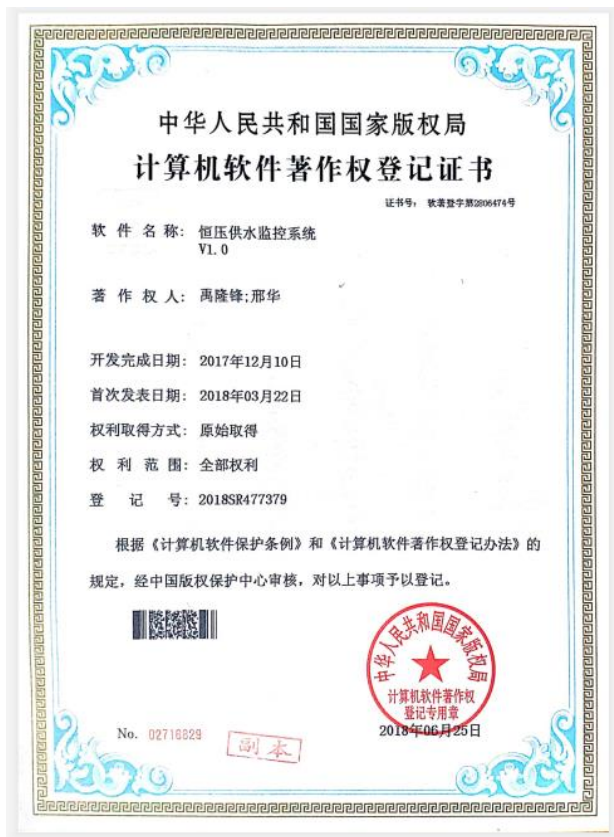 中华人民共和国国家版权局
计算机软件著作权登记证书
证书号： 软著登字第2806474号
软件名称： 恒压供水监控系统
V1.0
著作权人： 禹隆锋;邢华
开发完成日期： 2017年12月10日
首次发表日期： 2018年03月22日
权利取得方式： 原始取得
权利范围： 全部权利
登记号： 2018SR477379
根据《计算机软件保护条例》和《计算机软件著作权登记办法》的
规定，经中国版权保护中心审核，对以上事项予以登记。
中华人民共和国国家版权局
计算机软件著作权
登记专用章
2018年06月25日
No. 02716829
副本